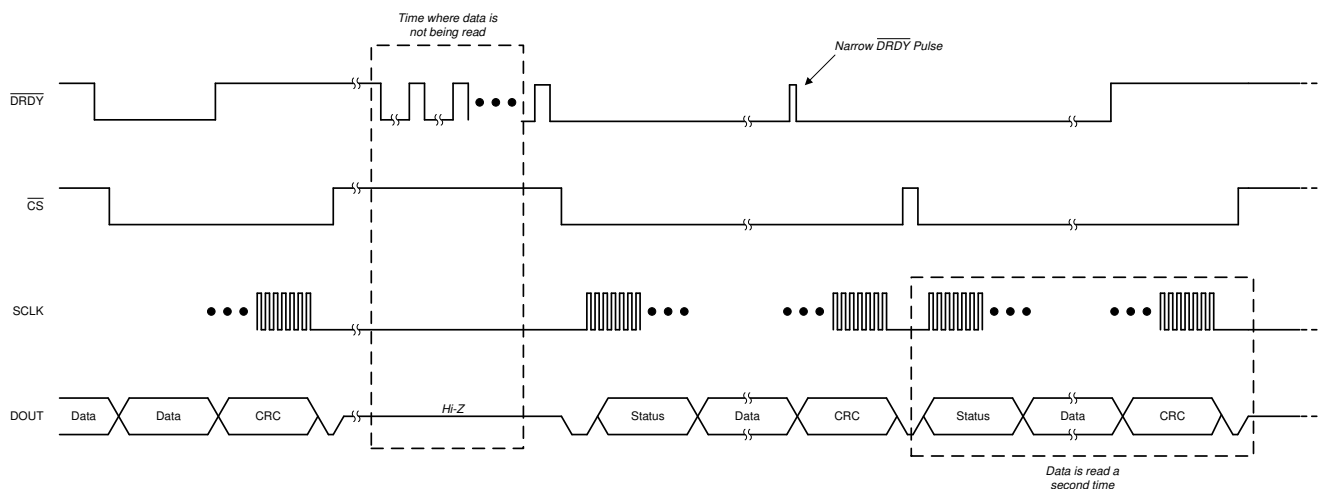 Time where data is
not being read
Narrow DRDY Pulse
DRDY
CS
SCLK
DOUT
Data
Data
CRC
Hi-Z
Status
Data
CRC
Status
Data
CRC
Data is read a
second time